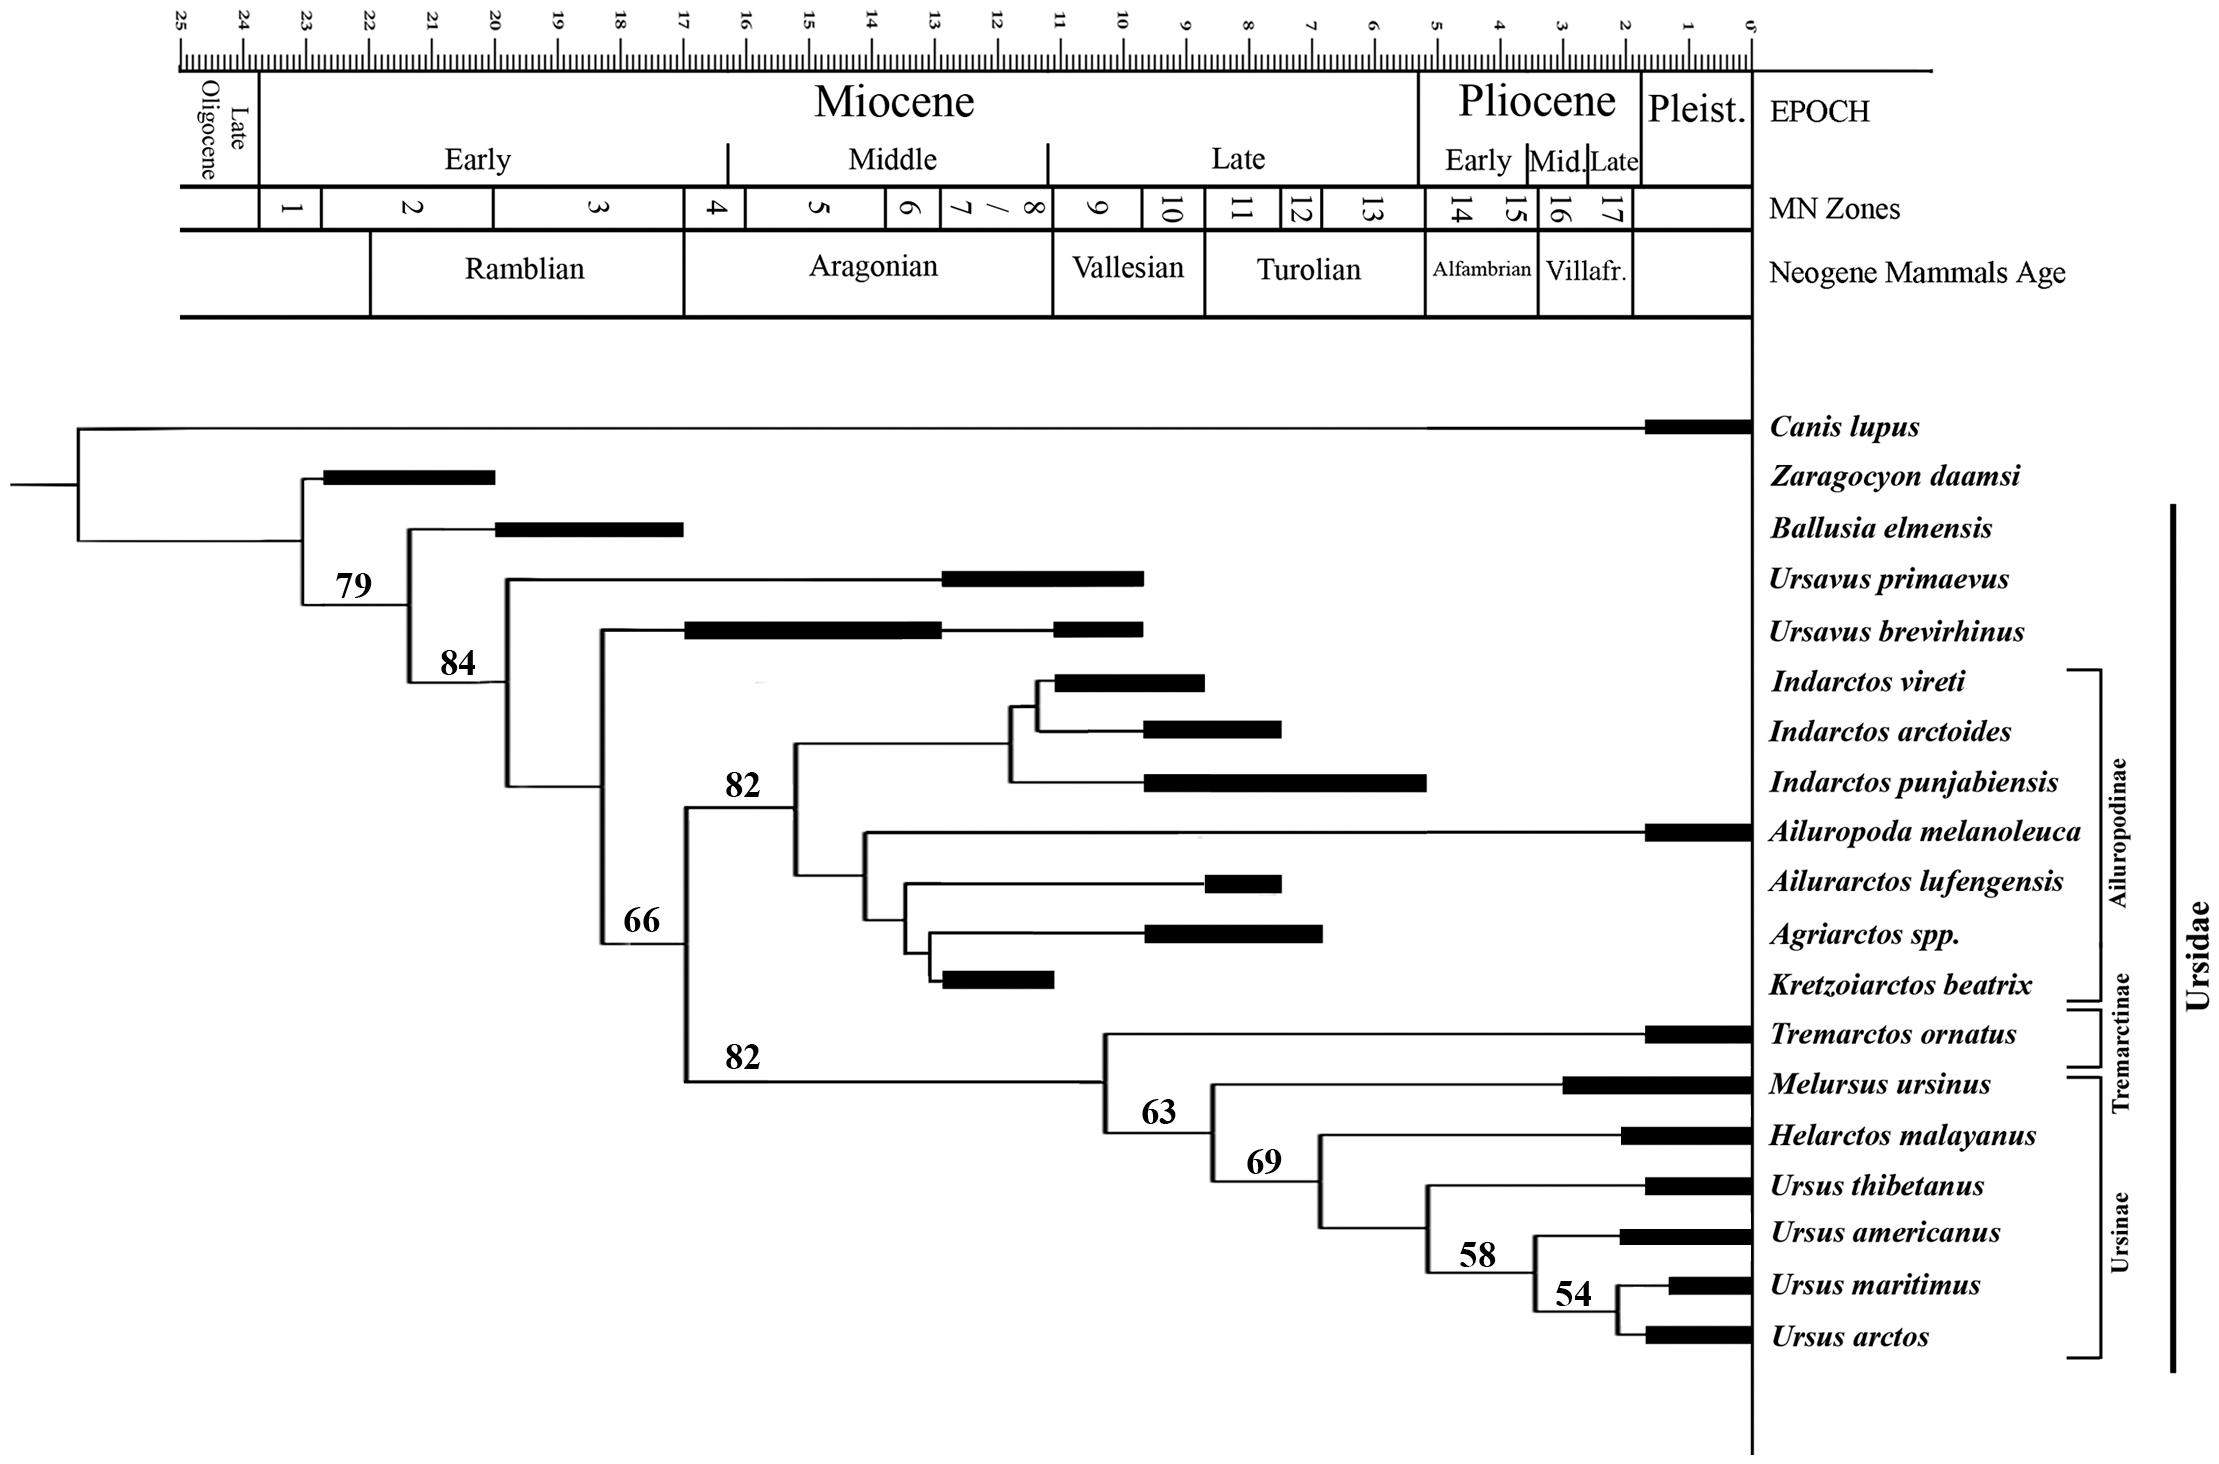 25 24 23 22 21 20 19 18 17 16 15 14 13 12 11 10 9 8 7 6 5 4 3 2 1 0
Late
Oligocene
Miocene Pliocene Pleist. EPOCH
Early Middle Late Early Mid. Late
1 2 3 4 5 6 7 / 8 9 10 11 12 13 14 15 16 17 MN Zones
Ramblian Aragonian Vallesian Turolian Alfambrian Villafr. Neogene Mammals Age
Canis lupus
Zaragocyon daamsi
Ballusia elmensis
79
Ursavus primaevus
Ursavus brevirhinus
84
Indarctos vireti
Indarctos arctoides
82
Indarctos punjabiensis
Ailuropoda melanoleuca
Ailurarctos lufengensis
66
Agriarctos spp.
Kretzoiarctos beatrix
Tremarctos ornatus
82
Melursus ursinus
63
Helarctos malayanus
69
Ursus thibetanus
Ursus americanus
58
Ursus maritimus
54
Ursus arctos
Ailuropodinae
Tremarctinae
Ursinae
Ursidae